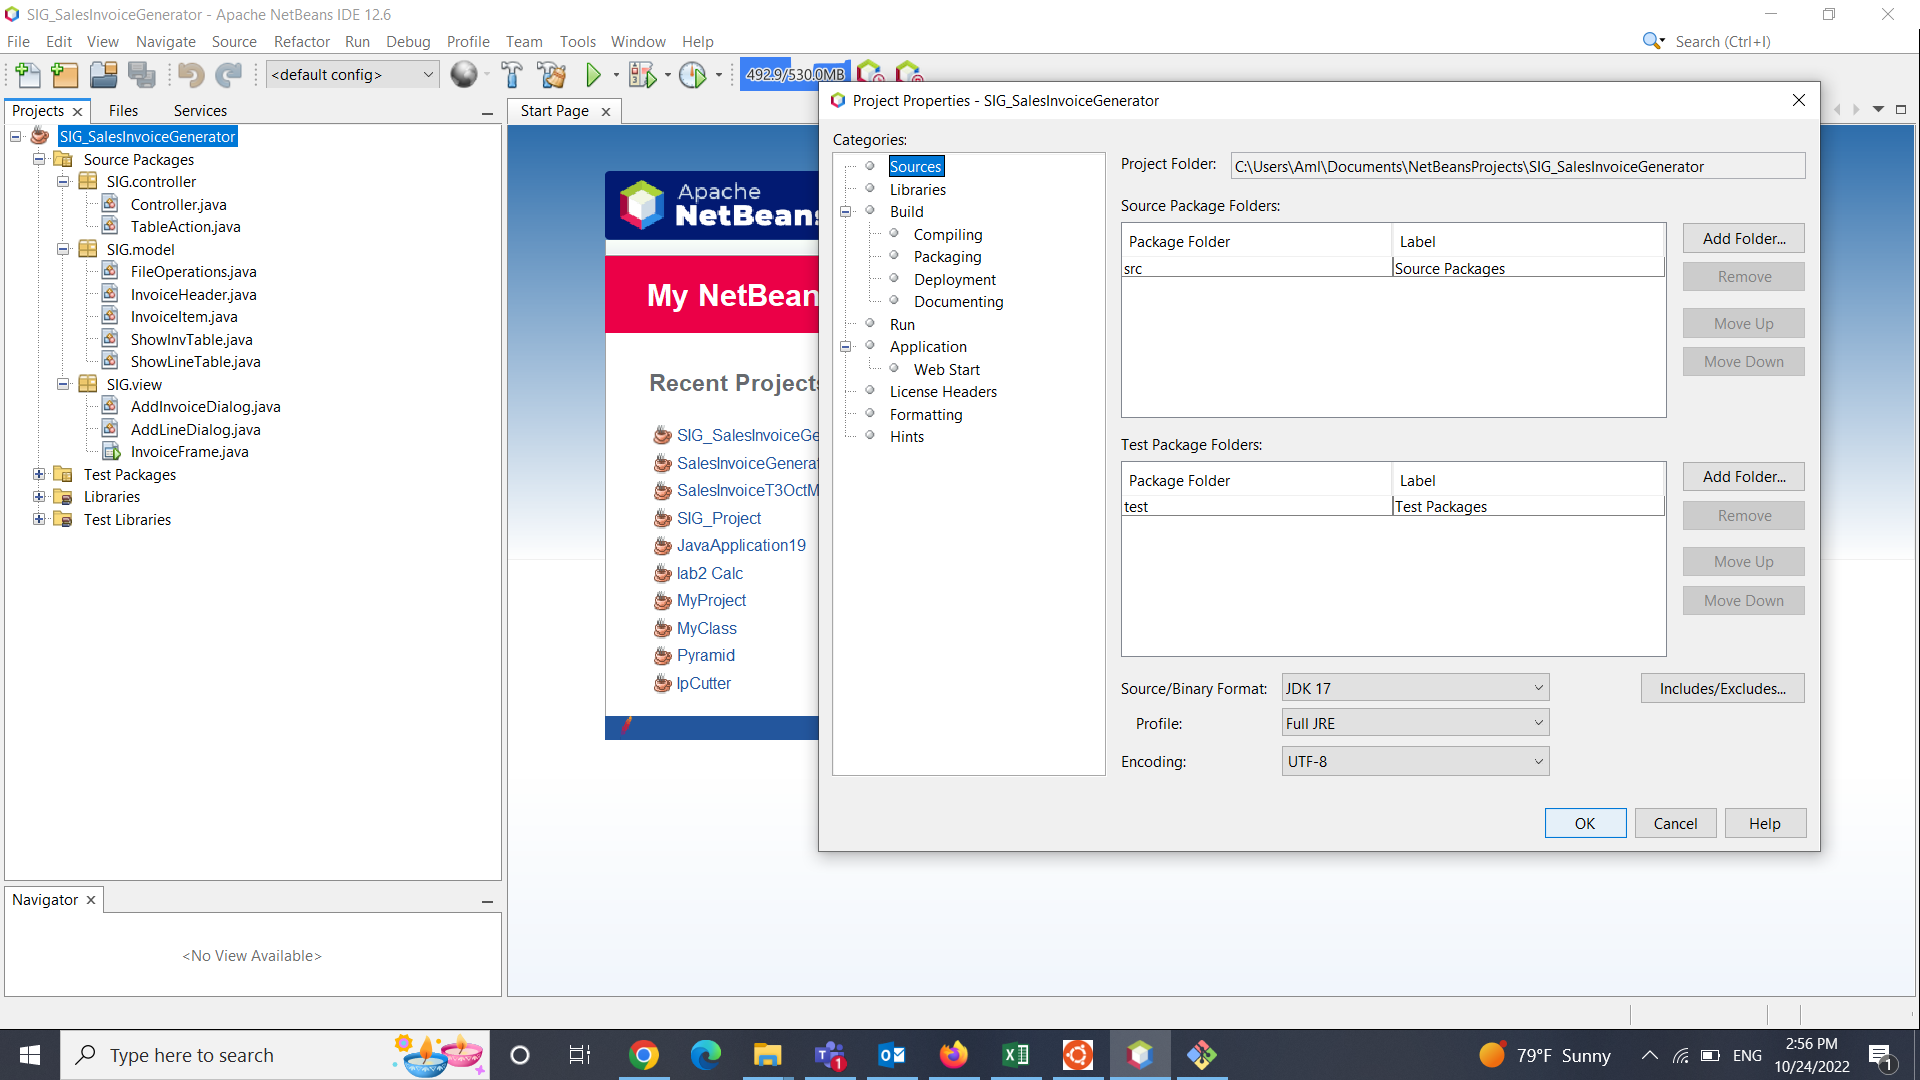 SIG_SalesInvoiceGenerator - Apache NetBeans IDE 12.6
File Edit View Navigate Source Refactor Run Debug Profile Team Tools Window Help
Search (Ctrl+I)
<default config>
492.9/530.0MB
Projects
Files
Services
SIG_SalesInvoiceGenerator
Source Packages
SIG.controller
Controller.java
TableAction.java
SIG.model
FileOperations.java
InvoiceHeader.java
InvoiceItem.java
ShowInvTable.java
ShowLineTable.java
SIG.view
AddInvoiceDialog.java
AddLineDialog.java
InvoiceFrame.java
Test Packages
Libraries
Test Libraries
Navigator
<No View Available>
Start Page
Apache
NetBeans
My NetBean
Recent Projects
SIG_SalesInvoiceGe
SalesInvoiceGenerat
SalesInvoiceT3OctM
SIG_Project
JavaApplication19
lab2 Calc
MyProject
MyClass
Pyramid
IpCutter
Project Properties - SIG_SalesInvoiceGenerator
Categories:
Sources
Libraries
Build
Compiling
Packaging
Deployment
Documenting
Run
Application
Web Start
License Headers
Formatting
Hints
Project Folder: C:\Users\Aml\Documents\NetBeansProjects\SIG_SalesInvoiceGenerator
Source Package Folders:
Package Folder Label
src Source Packages
Add Folder...
Remove
Move Up
Move Down
Test Package Folders:
Package Folder Label
test Test Packages
Add Folder...
Remove
Move Up
Move Down
Source/Binary Format: JDK 17
Includes/Excludes...
Profile: Full JRE
Encoding: UTF-8
OK
Cancel
Help
Type here to search
1
79°F Sunny
ENG
2:56 PM
10/24/2022
1